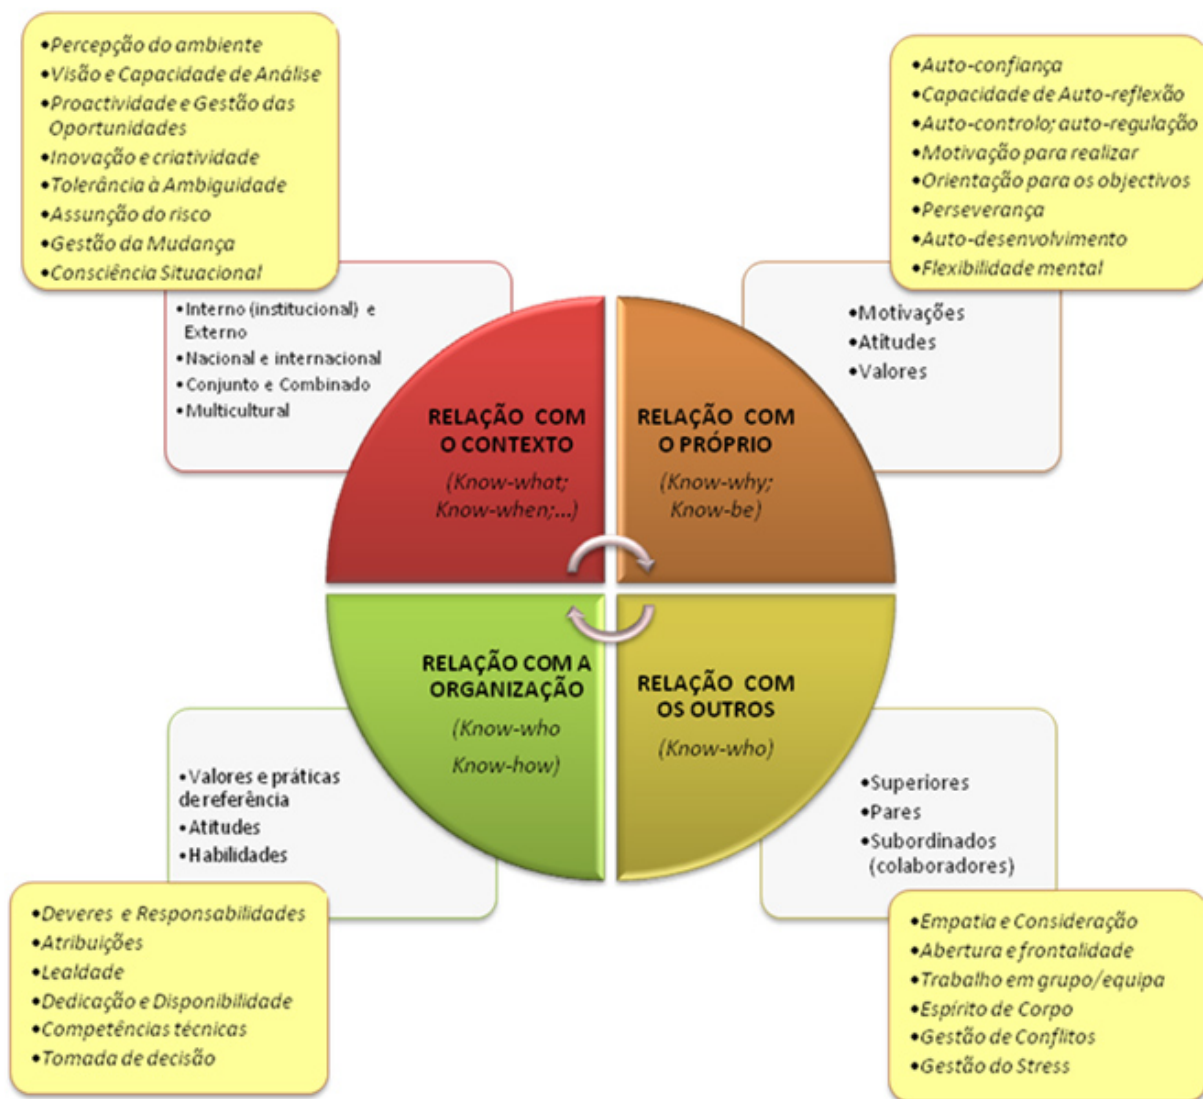 •Percepção do ambiente
•Visão e Capacidade de Análise
•Proactividade e Gestão das
Oportunidades
•Inovação e criatividade
•Tolerância à Ambiguidade
•Assunção do risco
•Gestão da Mudança
•Consciência Situacional
•Interno (institucional) e
Externo
•Nacional e internacional
•Conjunto e Combinado
•Multicultural
•Auto-confiança
•Capacidade de Auto-reflexão
•Auto-controlo; auto-regulação
•Motivação para realizar
•Orientação para os objectivos
•Perseverança
•Auto-desenvolvimento
•Flexibilidade mental
•Motivações
•Atitudes
•Valores
RELAÇÃO COM
O CONTEXTO
(Know-what;
Know-when;...)
RELAÇÃO COM
O PRÓPRIO
(Know-why;
Know-be)
RELAÇÃO COM A
ORGANIZAÇÃO
(Know-who
Know-how)
RELAÇÃO COM
OS OUTROS
(Know-who)
•Valores e práticas
de referência
•Atitudes
•Habilidades
•Deveres e Responsabilidades
•Atribuições
•Lealdade
•Dedicação e Disponibilidade
•Competências técnicas
•Tomada de decisão
•Superiores
•Pares
•Subordinados
(colaboradores)
•Empatia e Consideração
•Abertura e frontalidade
•Trabalho em grupo/equipa
•Espírito de Corpo
•Gestão de Conflitos
•Gestão do Stress